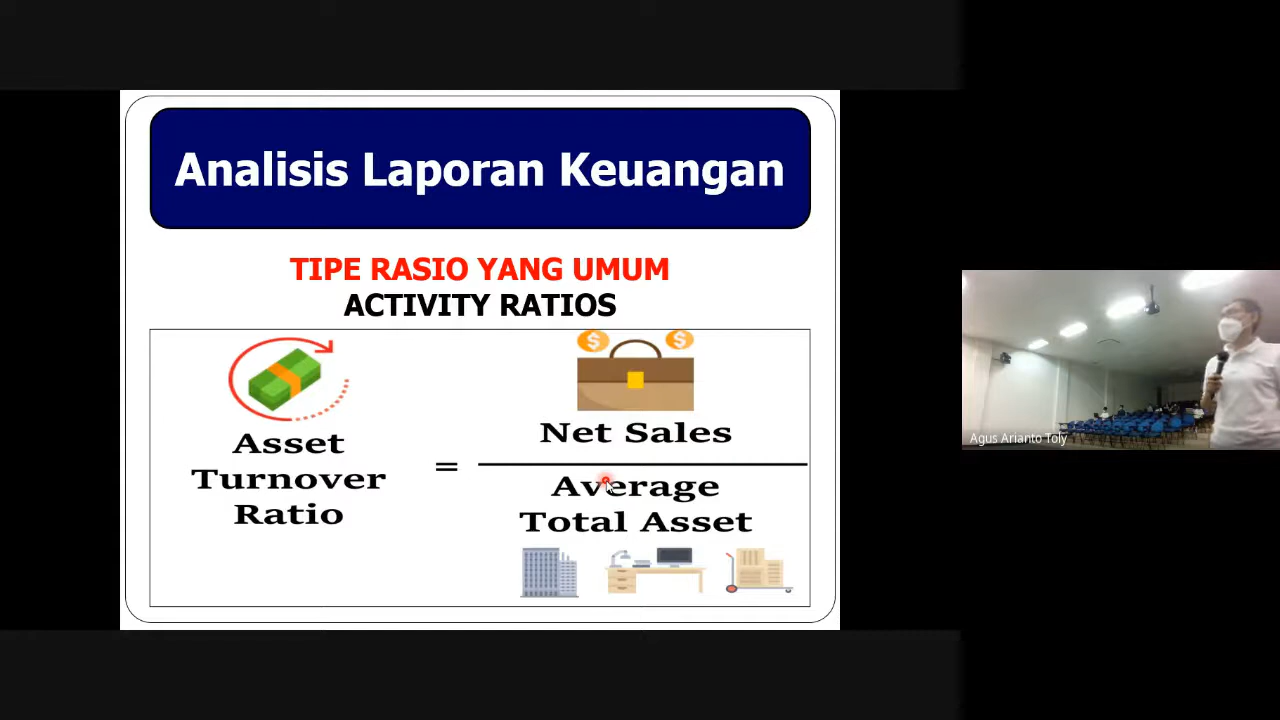 Analisis Laporan Keuangan
TIPE RASIO YANG UMUM
ACTIVITY RATIOS
Asset
Turnover
Ratio
=
$ $
Net Sales
Average
Total Asset
Agus Arianto Toly